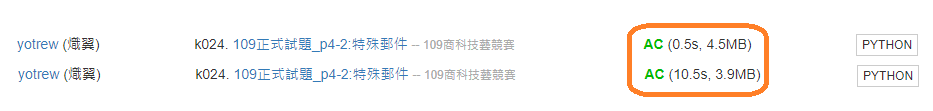 yotrew (熾翼) k024. 109正式試題_p4-2:特殊郵件 -- 109商科技藝競賽 AC (0.5s, 4.5MB) PYTHON
yotrew (熾翼) k024. 109正式試題_p4-2:特殊郵件 -- 109商科技藝競賽 AC (10.5s, 3.9MB) PYTHON